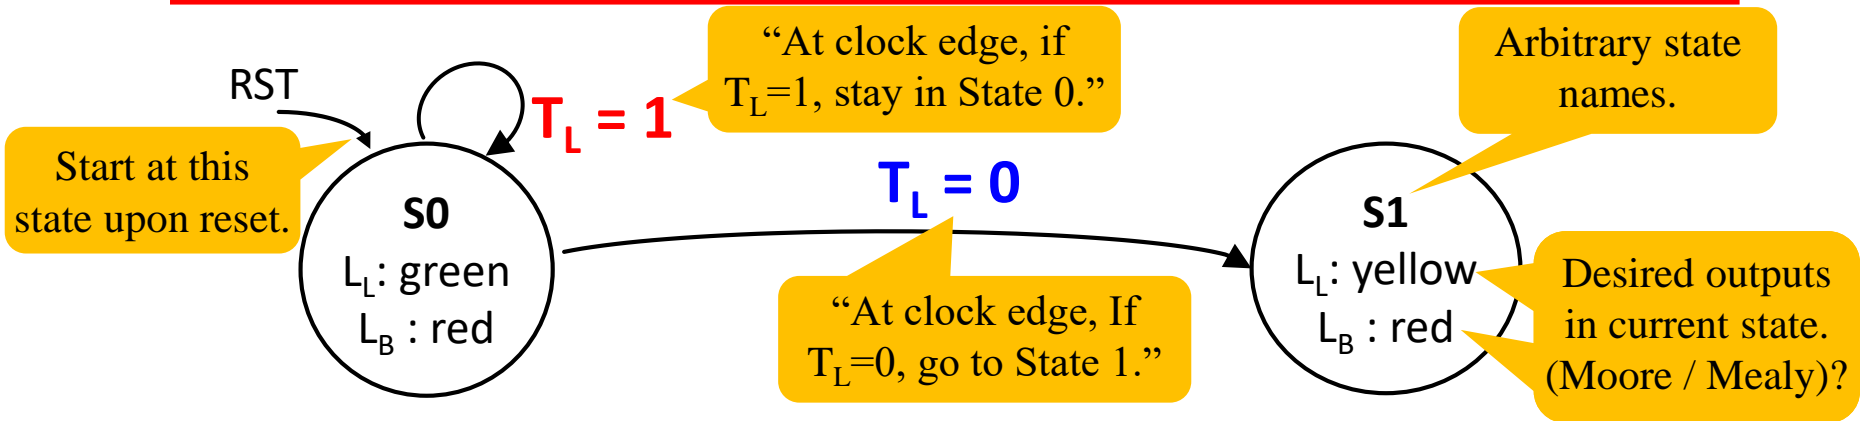 RST
Start at this
state upon reset.
S0
L_L: green
L_B : red
T_L = 1
“At clock edge, if
T_L=1, stay in State 0.”
T_L = 0
“At clock edge, If
T_L=0, go to State 1.”
Arbitrary state
names.
S1
L_L: yellow
L_B : red
Desired outputs
in current state.
(Moore / Mealy)?